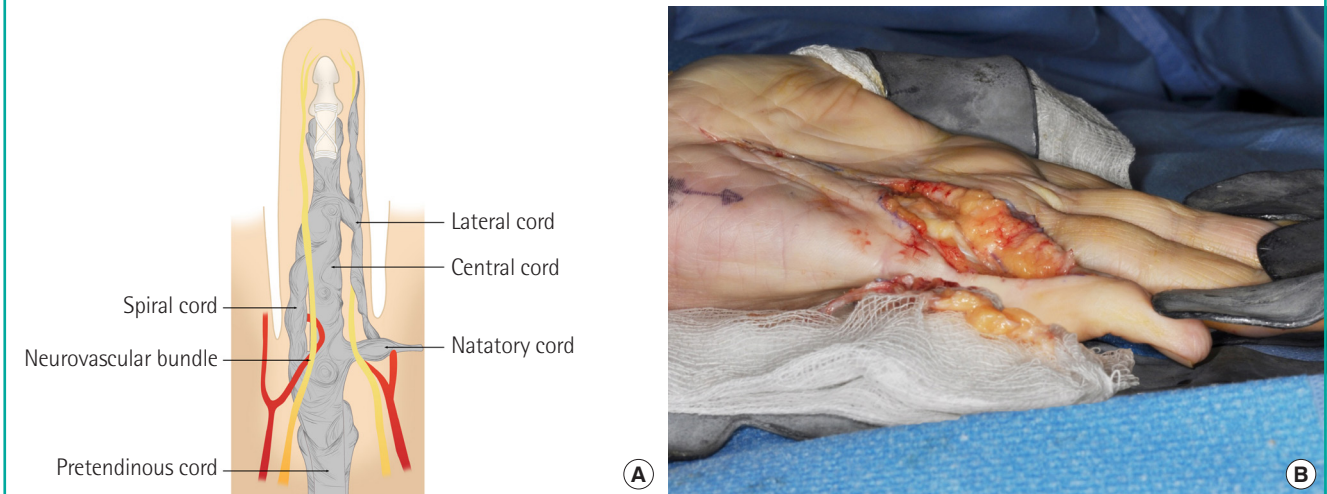 Lateral cord
Central cord
Spiral cord
Neurovascular bundle
Natatory cord
Pretendinous cord
A
B